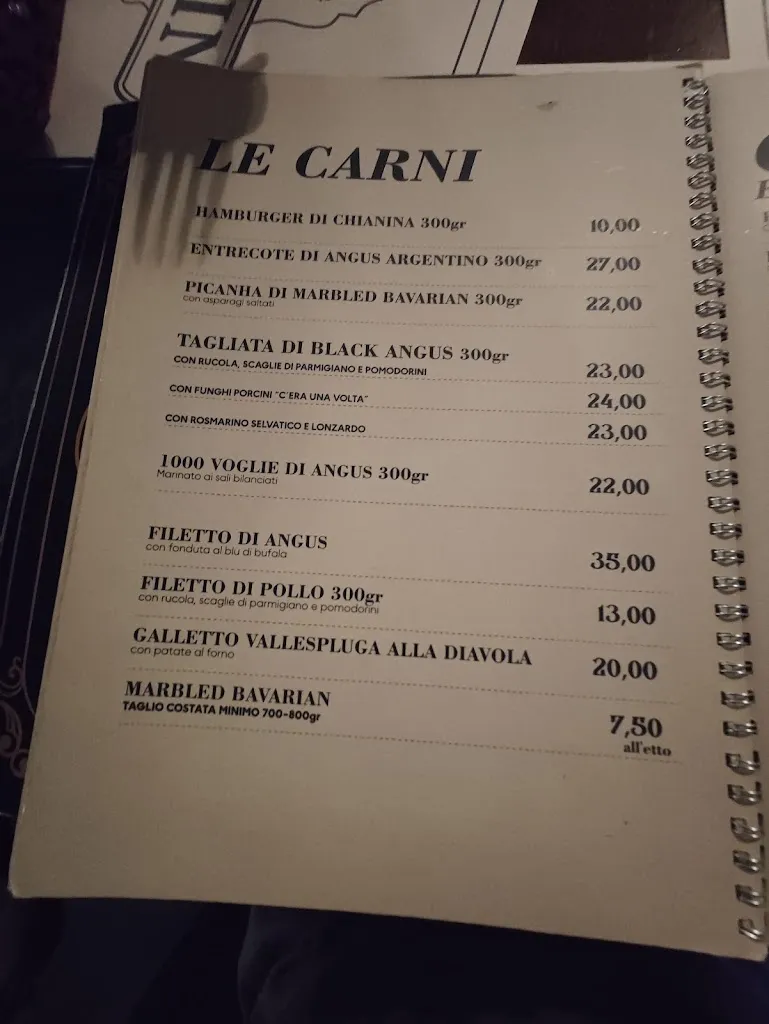 LE CARNI
HAMBURGER DI CHIANINA 300gr 10,00
ENTRECOTE DI ANGUS ARGENTINO 300gr 27,00
PICANHA DI MARBLED BAVARIAN 300gr 22,00
con asparagi saltati
TAGLIATA DI BLACK ANGUS 300gr
CON RUCOLA, SCAGLIE DI PARMIGIANO E POMODORINI 23,00
CON FUNGHI PORCINI "C'ERA UNA VOLTA" 24,00
CON ROSMARINO SELVATICO E LONZARDO 23,00
1000 VOGLIE DI ANGUS 300gr 22,00
Marinato ai sali bilanciati
FILETTO DI ANGUS 35,00
con fonduta al blu di bufala
FILETTO DI POLLO 300gr 13,00
con rucola, scaglie di parmigiano e pomodorini
GALLETTO VALLESPLUGA ALLA DIAVOLA 20,00
con patate al forno
MARBLED BAVARIAN 7,50
TAGLIO COSTATA MINIMO 700-800gr all'etto